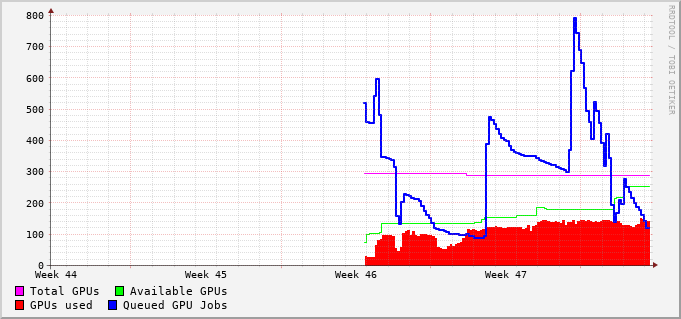 RRDTOOL / TOBI OETIKER
800
700
600
500
400
300
200
100
0
Week 44 Week 45 Week 46 Week 47
Total GPUs Available GPUs
GPUs used Queued GPU Jobs